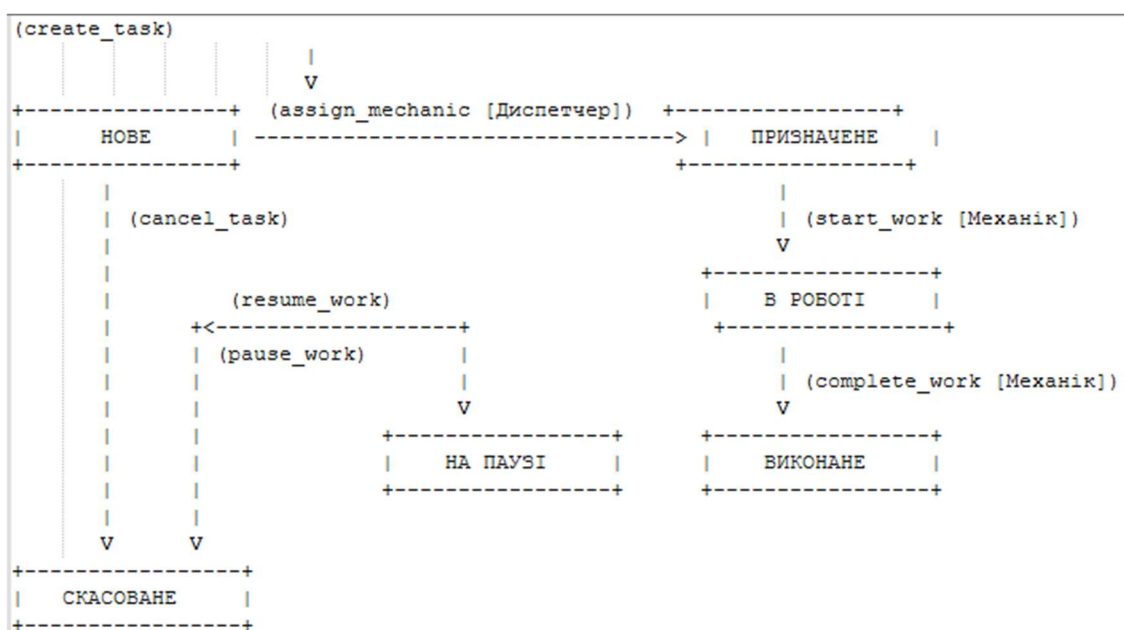 (create_task)
(assign_mechanic [Диспетчер])
НОВЕ
ПРИЗНАЧЕНЕ
(cancel_task)
(start_work [Механік])
(resume_work)
В РОБОТІ
(pause_work)
(complete_work [Механік])
НА ПАУЗІ
ВИКОНАНЕ
СКАСОВАНЕ